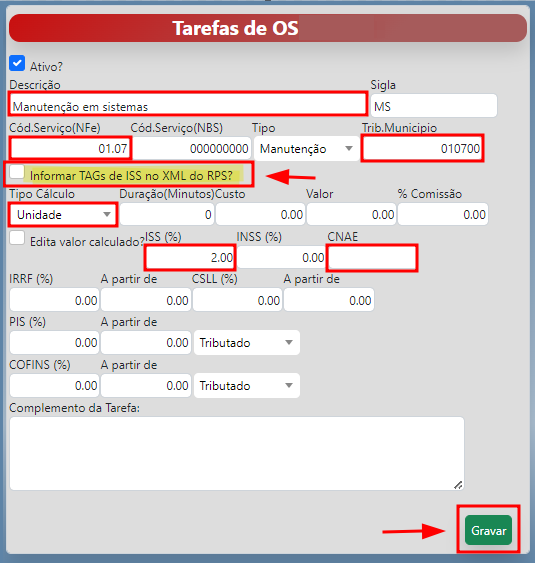 Tarefas de OS
Ativo?
Descrição Sigla
Manutenção em sistemas MS
Cód.Serviço(NFe) Cód.Serviço(NBS) Tipo Trib.Municipio
01.07 000000000 Manutenção 010700
Informar TAGs de ISS no XML do RPS?
Tipo Cálculo Duração(Minutos) Custo Valor % Comissão
Unidade 0 0.00 0.00 0.00
Edita valor calculado? ISS (%) INSS (%) CNAE
2.00 0.00
IRRF (%) A partir de CSLL (%) A partir de
0.00 0.00 0.00 0.00
PIS (%) A partir de
0.00 0.00 Tributado
COFINS (%) A partir de
0.00 0.00 Tributado
Complemento da Tarefa:
Gravar